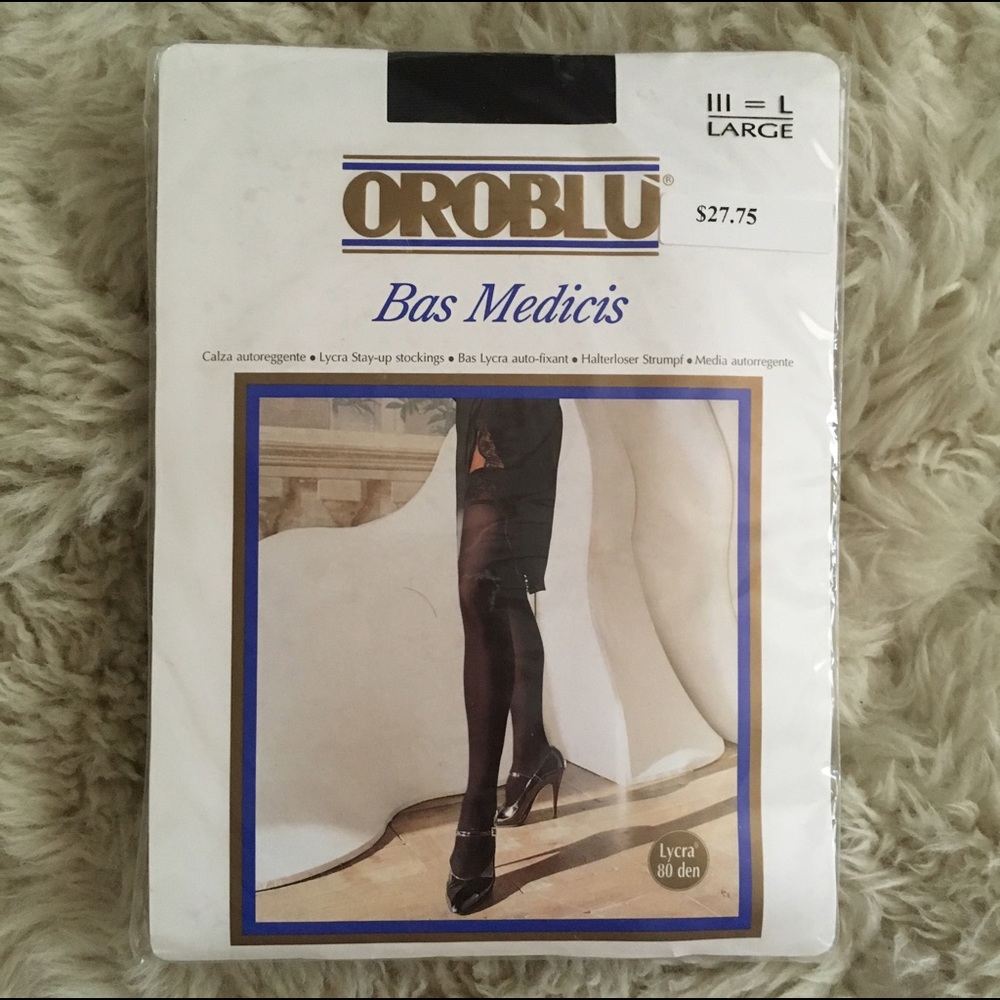 III = L
LARGE
OROBLÙ®
$27.75
Bas Medicis
Calza autoreggente • Lycra Stay-up stockings • Bas Lycra auto-fixant • Halterloser Strumpf • Media autorregente
Lycra®
80 den